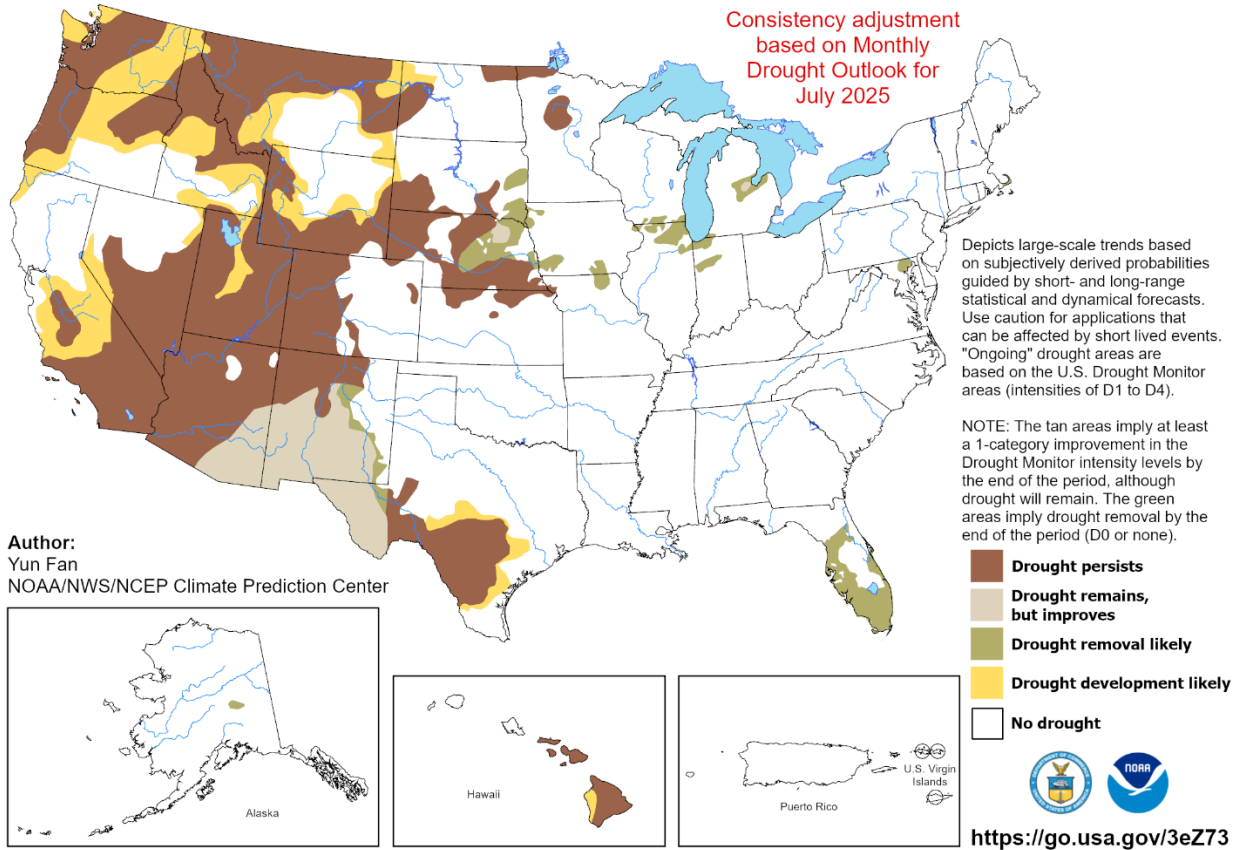 Consistency adjustment
based on Monthly
Drought Outlook for
July 2025
Depicts large-scale trends based
on subjectively derived probabilities
guided by short- and long-range
statistical and dynamical forecasts.
Use caution for applications that
can be affected by short lived events.
"Ongoing" drought areas are
based on the U.S. Drought Monitor
areas (intensities of D1 to D4).
NOTE: The tan areas imply at least
a 1-category improvement in the
Drought Monitor intensity levels by
the end of the period, although
drought will remain. The green
areas imply drought removal by the
end of the period (D0 or none).
Author:
Yun Fan
NOAA/NWS/NCEP Climate Prediction Center
Drought persists
Drought remains,
but improves
Drought removal likely
Drought development likely
No drought
Alaska
Hawaii
Puerto Rico
U.S. Virgin
Islands
NOAA
https://go.usa.gov/3eZ73